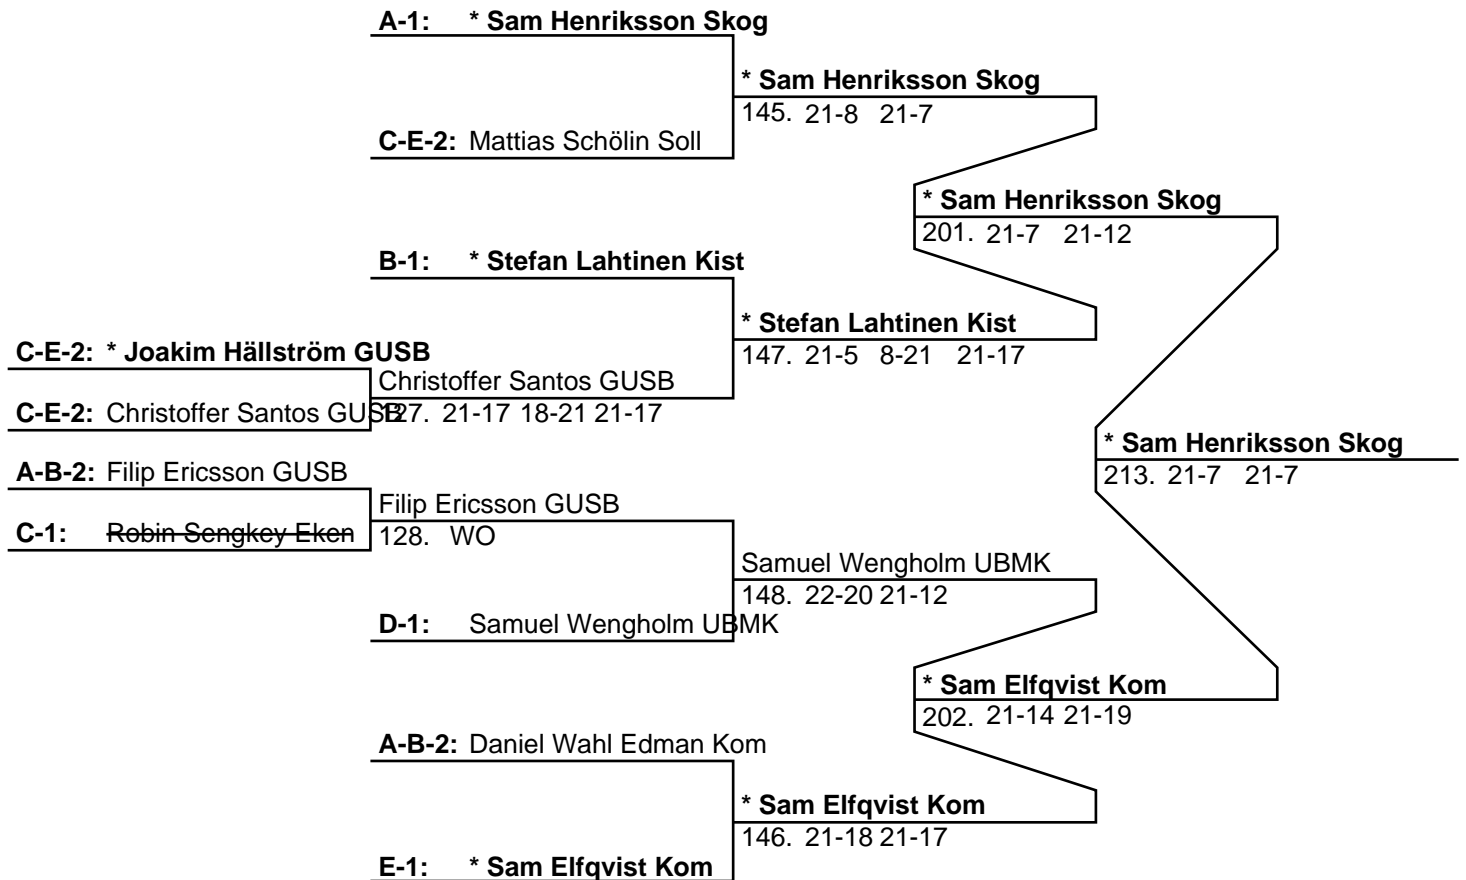 A-1: * Sam Henriksson Skog
* Sam Henriksson Skog
145. 21-8 21-7
C-E-2: Mattias Schölin Soll
* Sam Henriksson Skog
201. 21-7 21-12
B-1: * Stefan Lahtinen Kist
* Stefan Lahtinen Kist
147. 21-5 8-21 21-17
C-E-2: * Joakim Hällström GUSB
Christoffer Santos GUSB
C-E-2: Christoffer Santos GUSB
127. 21-17 18-21 21-17
* Sam Henriksson Skog
213. 21-7 21-7
A-B-2: Filip Ericsson GUSB
Filip Ericsson GUSB
C-1: Robin Sengkey Eken
128. WO
Samuel Wengholm UBMK
148. 22-20 21-12
D-1: Samuel Wengholm UBMK
* Sam Elfqvist Kom
202. 21-14 21-19
A-B-2: Daniel Wahl Edman Kom
* Sam Elfqvist Kom
146. 21-18 21-17
E-1: * Sam Elfqvist Kom